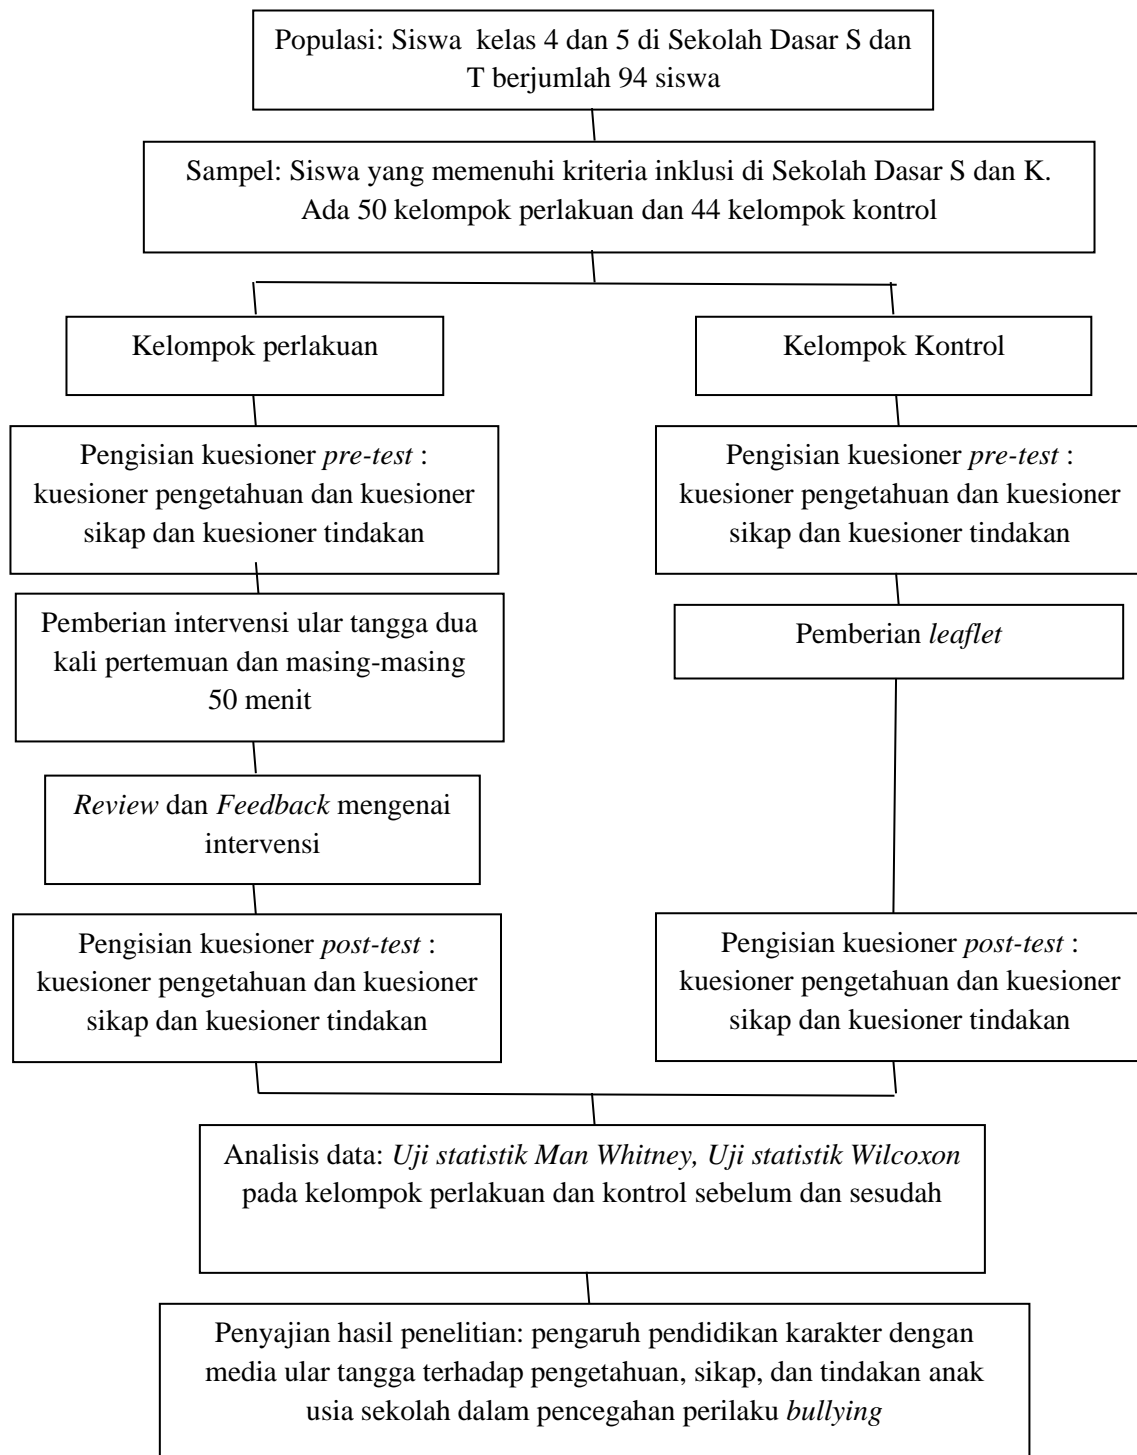 Populasi: Siswa  kelas 4 dan 5 di Sekolah Dasar S dan
T berjumlah 94 siswa
Sampel: Siswa yang memenuhi kriteria inklusi di Sekolah Dasar S dan K.
Ada 50 kelompok perlakuan dan 44 kelompok kontrol
Kelompok perlakuan
Kelompok Kontrol
Pengisian kuesioner pre-test :
kuesioner pengetahuan dan kuesioner
sikap dan kuesioner tindakan
Pengisian kuesioner pre-test :
kuesioner pengetahuan dan kuesioner
sikap dan kuesioner tindakan
Pemberian intervensi ular tangga dua
kali pertemuan dan masing-masing
50 menit
Pemberian leaflet
Review dan Feedback mengenai
intervensi
Pengisian kuesioner post-test :
kuesioner pengetahuan dan kuesioner
sikap dan kuesioner tindakan
Pengisian kuesioner post-test :
kuesioner pengetahuan dan kuesioner
sikap dan kuesioner tindakan
Analisis data: Uji statistik Man Whitney, Uji statistik Wilcoxon
pada kelompok perlakuan dan kontrol sebelum dan sesudah
Penyajian hasil penelitian: pengaruh pendidikan karakter dengan
media ular tangga terhadap pengetahuan, sikap, dan tindakan anak
usia sekolah dalam pencegahan perilaku bullying